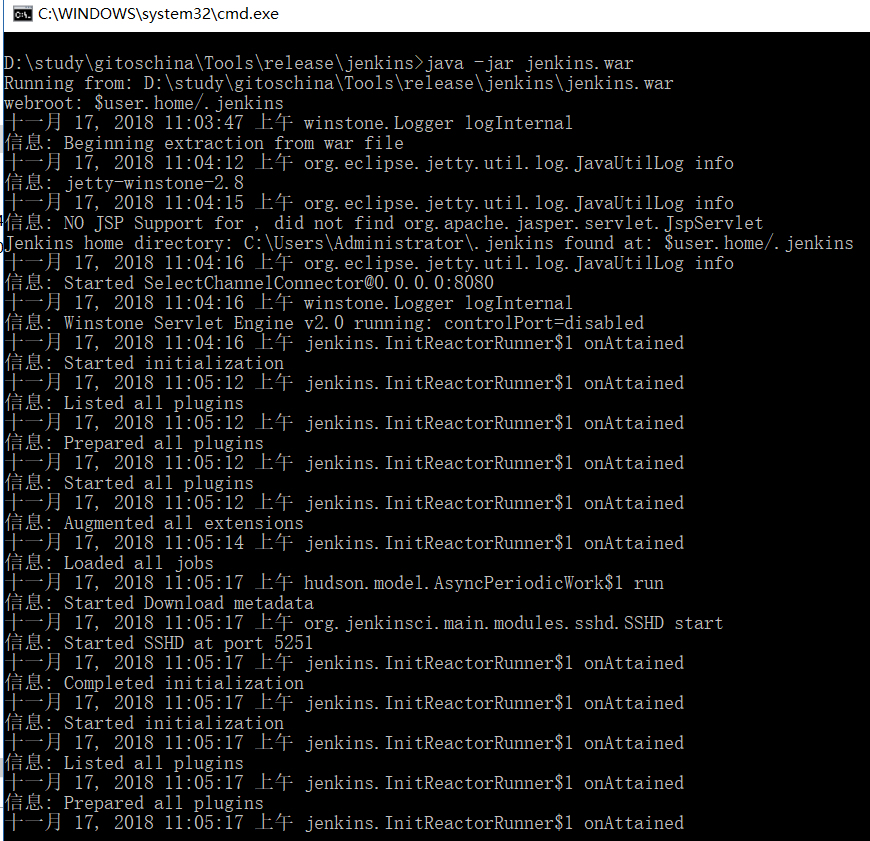 C:\WINDOWS\system32\cmd.exe
D:\study\gitoschina\Tools\release\jenkins>java -jar jenkins.war
Running from: D:\study\gitoschina\Tools\release\jenkins\jenkins.war
webroot: $user.home/.jenkins
十一月 17, 2018 11:03:47 上午 winstone.Logger logInternal
信息: Beginning extraction from war file
十一月 17, 2018 11:04:12 上午 org.eclipse.jetty.util.log.JavaUtilLog info
信息: jetty-winstone-2.8
十一月 17, 2018 11:04:15 上午 org.eclipse.jetty.util.log.JavaUtilLog info
信息: NO JSP Support for , did not find org.apache.jasper.servlet.JspServlet
Jenkins home directory: C:\Users\Administrator\.jenkins found at: $user.home/.jenkins
十一月 17, 2018 11:04:16 上午 org.eclipse.jetty.util.log.JavaUtilLog info
信息: Started SelectChannelConnector@0.0.0.0:8080
十一月 17, 2018 11:04:16 上午 winstone.Logger logInternal
信息: Winstone Servlet Engine v2.0 running: controlPort=disabled
十一月 17, 2018 11:04:16 上午 jenkins.InitReactorRunner$1 onAttained
信息: Started initialization
十一月 17, 2018 11:05:12 上午 jenkins.InitReactorRunner$1 onAttained
信息: Listed all plugins
十一月 17, 2018 11:05:12 上午 jenkins.InitReactorRunner$1 onAttained
信息: Prepared all plugins
十一月 17, 2018 11:05:12 上午 jenkins.InitReactorRunner$1 onAttained
信息: Started all plugins
十一月 17, 2018 11:05:12 上午 jenkins.InitReactorRunner$1 onAttained
信息: Augmented all extensions
十一月 17, 2018 11:05:14 上午 jenkins.InitReactorRunner$1 onAttained
信息: Loaded all jobs
十一月 17, 2018 11:05:17 上午 hudson.model.AsyncPeriodicWork$1 run
信息: Started Download metadata
十一月 17, 2018 11:05:17 上午 org.jenkinsci.main.modules.sshd.SSHD start
信息: Started SSHD at port 5251
十一月 17, 2018 11:05:17 上午 jenkins.InitReactorRunner$1 onAttained
信息: Completed initialization
十一月 17, 2018 11:05:17 上午 jenkins.InitReactorRunner$1 onAttained
信息: Started initialization
十一月 17, 2018 11:05:17 上午 jenkins.InitReactorRunner$1 onAttained
信息: Listed all plugins
十一月 17, 2018 11:05:17 上午 jenkins.InitReactorRunner$1 onAttained
信息: Prepared all plugins
十一月 17, 2018 11:05:17 上午 jenkins.InitReactorRunner$1 onAttained